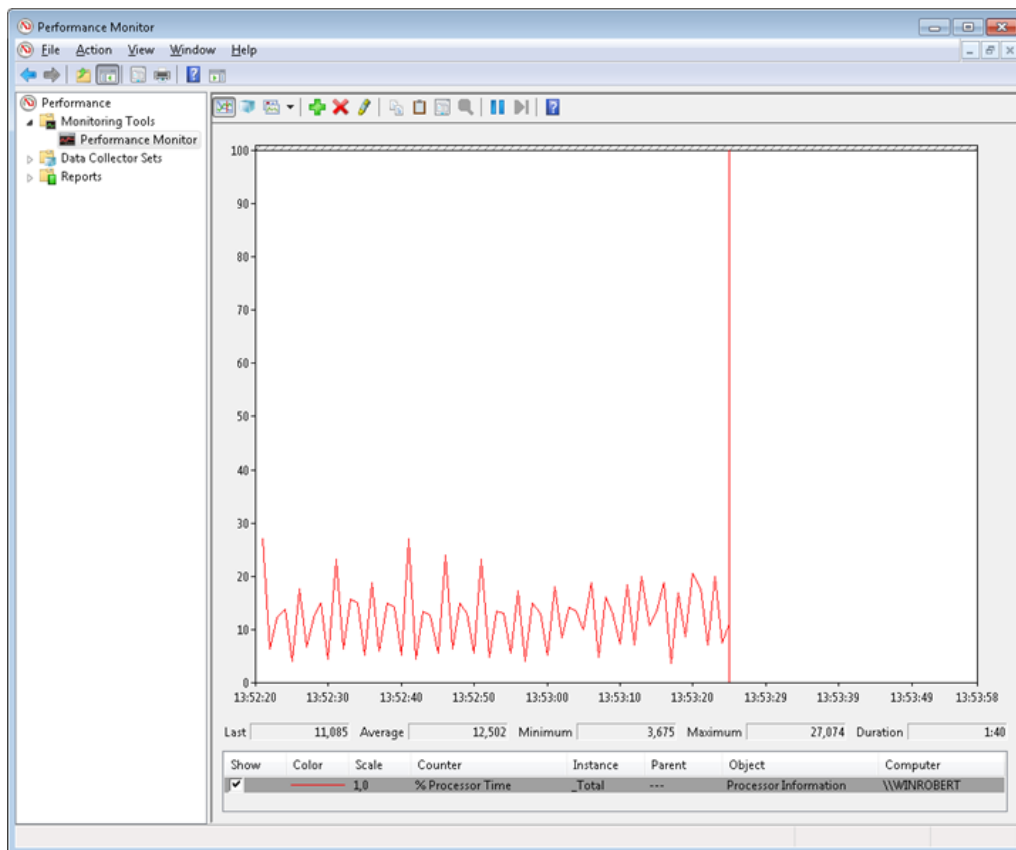 Performance Monitor
File Action View Window Help
Performance
Monitoring Tools
Performance Monitor
Data Collector Sets
Reports
100
90
80
70
60
50
40
30
20
10
0
13:52:20 13:52:30 13:52:40 13:52:50 13:53:00 13:53:10 13:53:20 13:53:29 13:53:39 13:53:49 13:53:58
Last 11,085 Average 12,502 Minimum 3,675 Maximum 27,074 Duration 1:40
Show Color Scale Counter Instance Parent Object Computer
1,0 % Processor Time _Total --- Processor Information \\WINROBERT